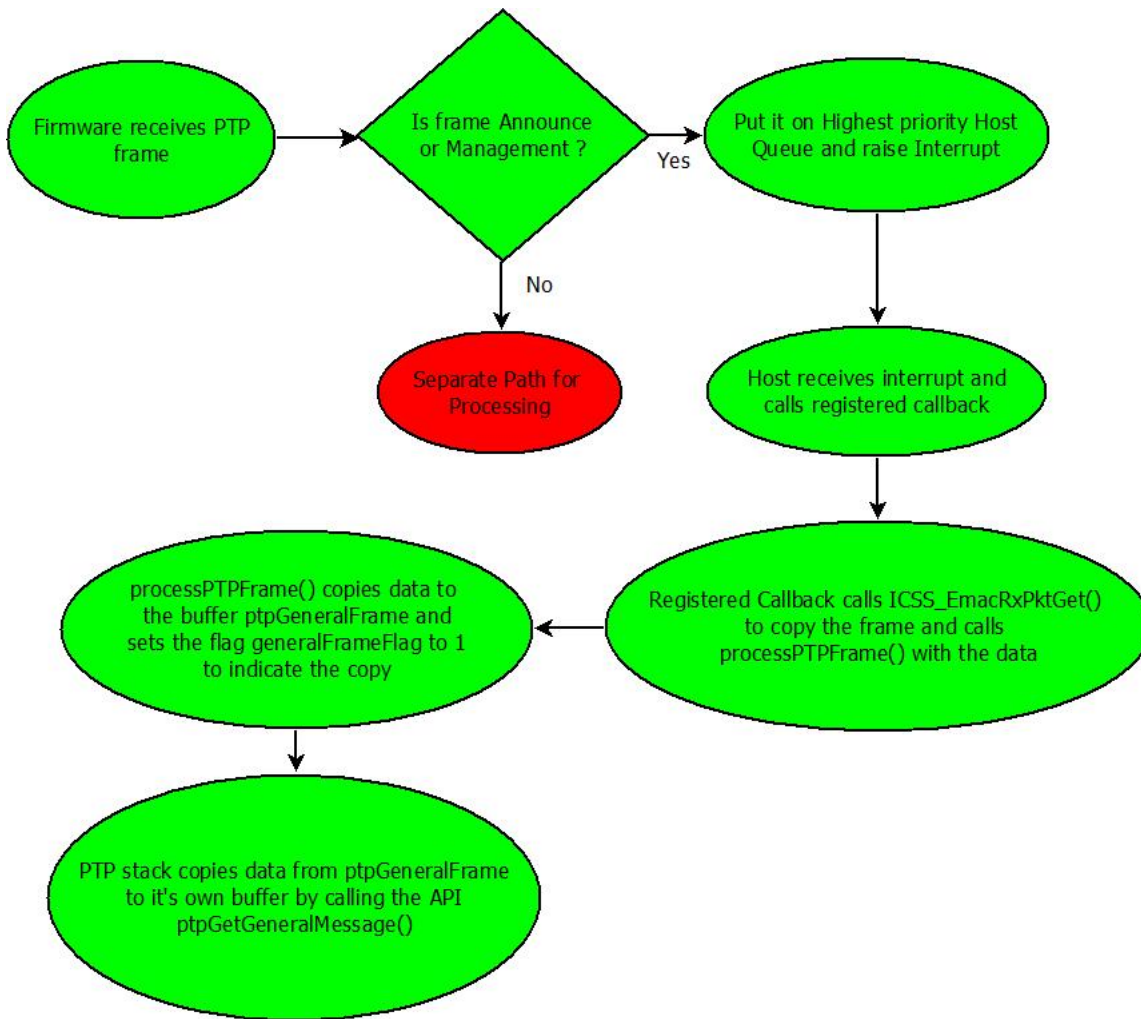 Firmware receives PTP
frame
Is frame Announce
or Management ?
Yes
Put it on Highest priority Host
Queue and raise Interrupt
No
Separate Path for
Processing
Host receives interrupt and
calls registered callback
Registered Callback calls ICSS_EmacRxPktGet()
to copy the frame and calls
processPTPFrame() with the data
processPTPFrame() copies data to
the buffer ptpGeneralFrame and
sets the flag generalFrameFlag to 1
to indicate the copy
PTP stack copies data from ptpGeneralFrame
to it's own buffer by calling the API
ptpGetGeneralMessage()